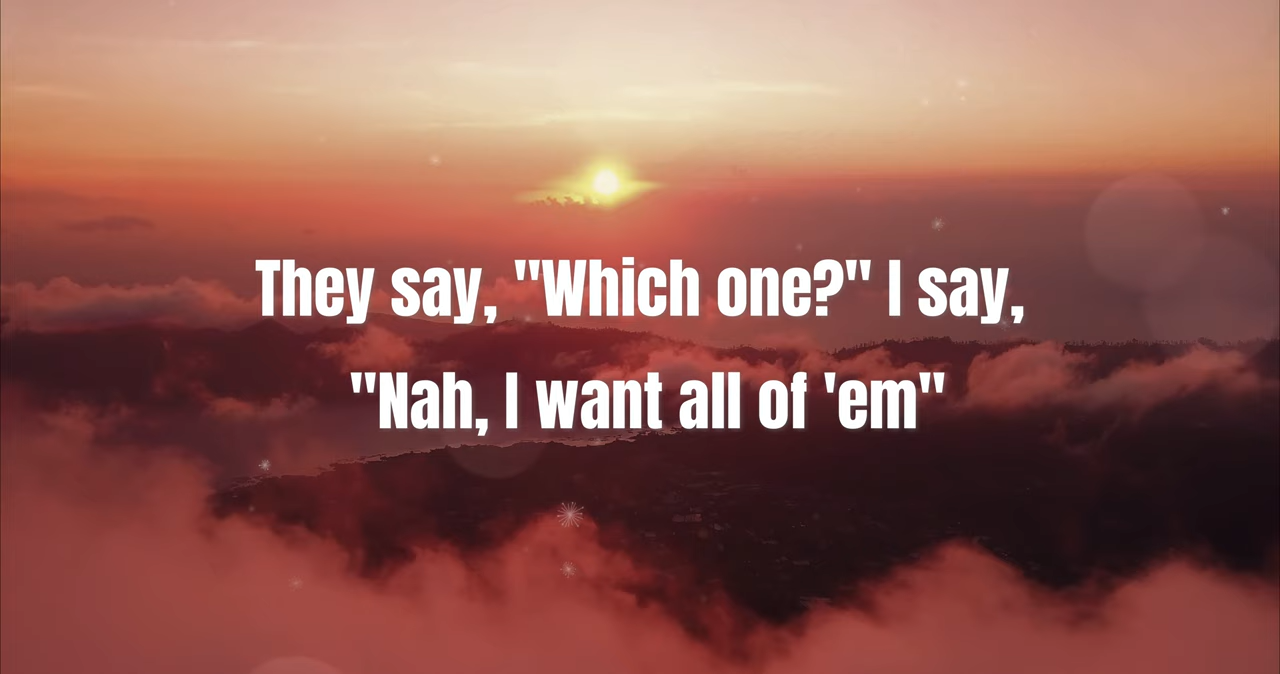 They say, "Which one?" I say,
"Nah, I want all of 'em"